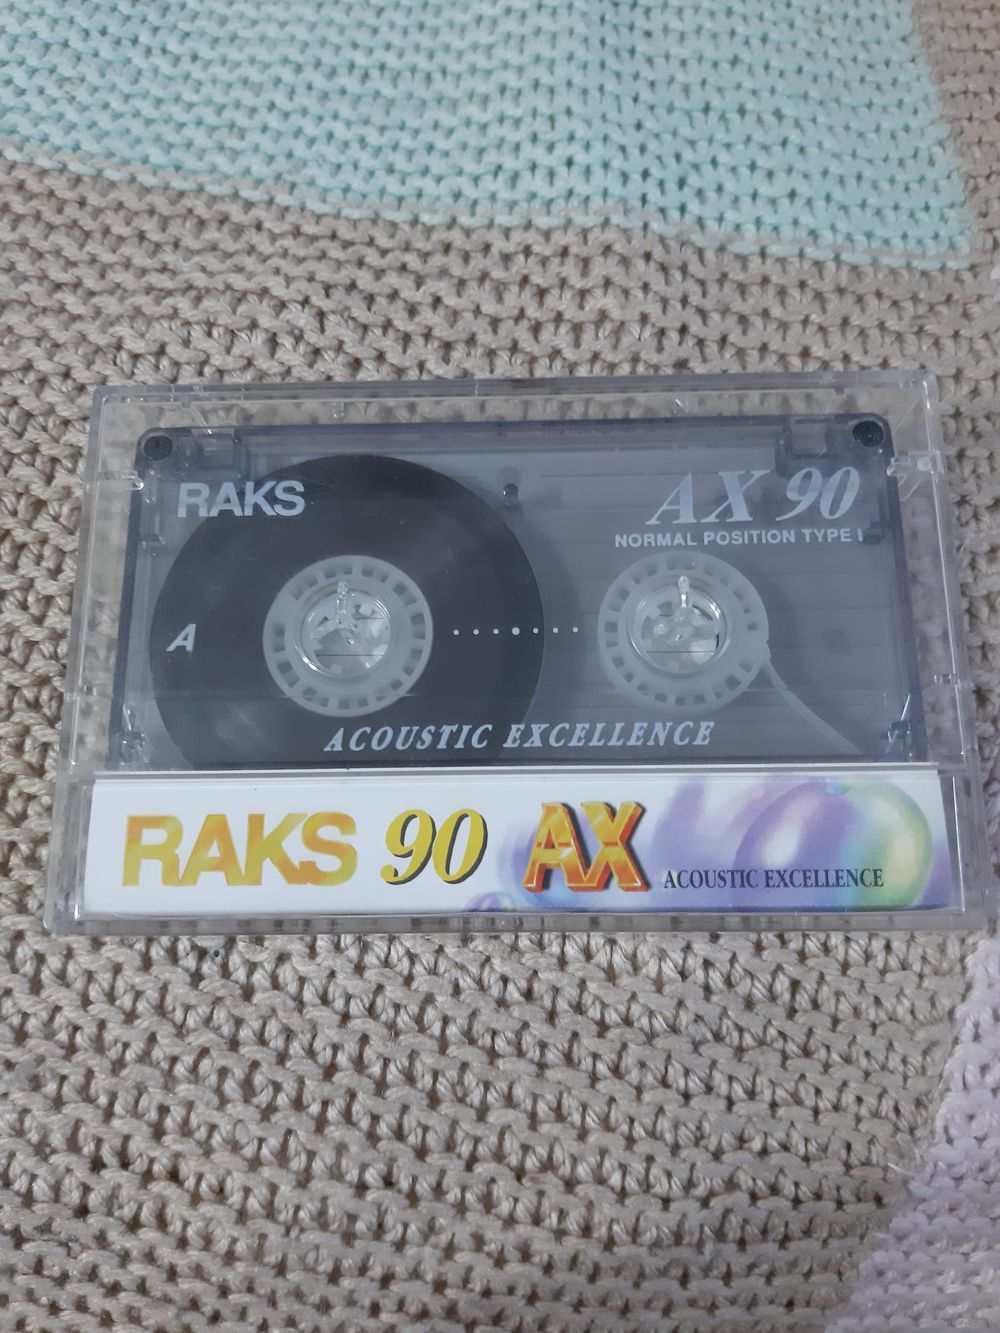 RAKS
AX 90
NORMAL POSITION TYPE I
A
ACOUSTIC EXCELLENCE
RAKS 90 AX ACOUSTIC EXCELLENCE